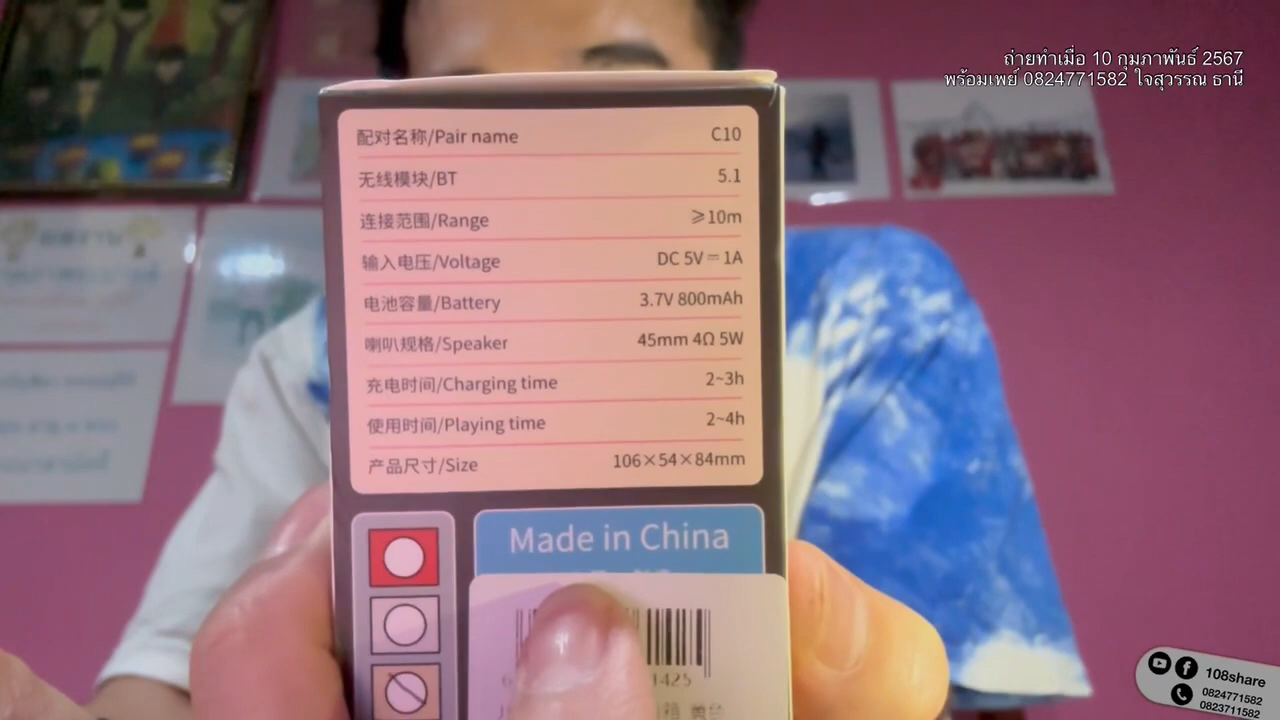 ถ่ายทำเมื่อ 10 กุมภาพันธ์ 2567
พร้อมเพย์ 0824771582 ใจสุวรรณ ธานี
配对名称/Pair name C10
无线模块/BT 5.1
连接范围/Range ⩾10m
输入电压/Voltage DC 5V⎓1A
电池容量/Battery 3.7V 800mAh
喇叭规格/Speaker 45mm 4Ω 5W
充电时间/Charging time 2~3h
使用时间/Playing time 2~4h
产品尺寸/Size 106×54×84mm
Made in China
1425
108share
0824771582
0823711582